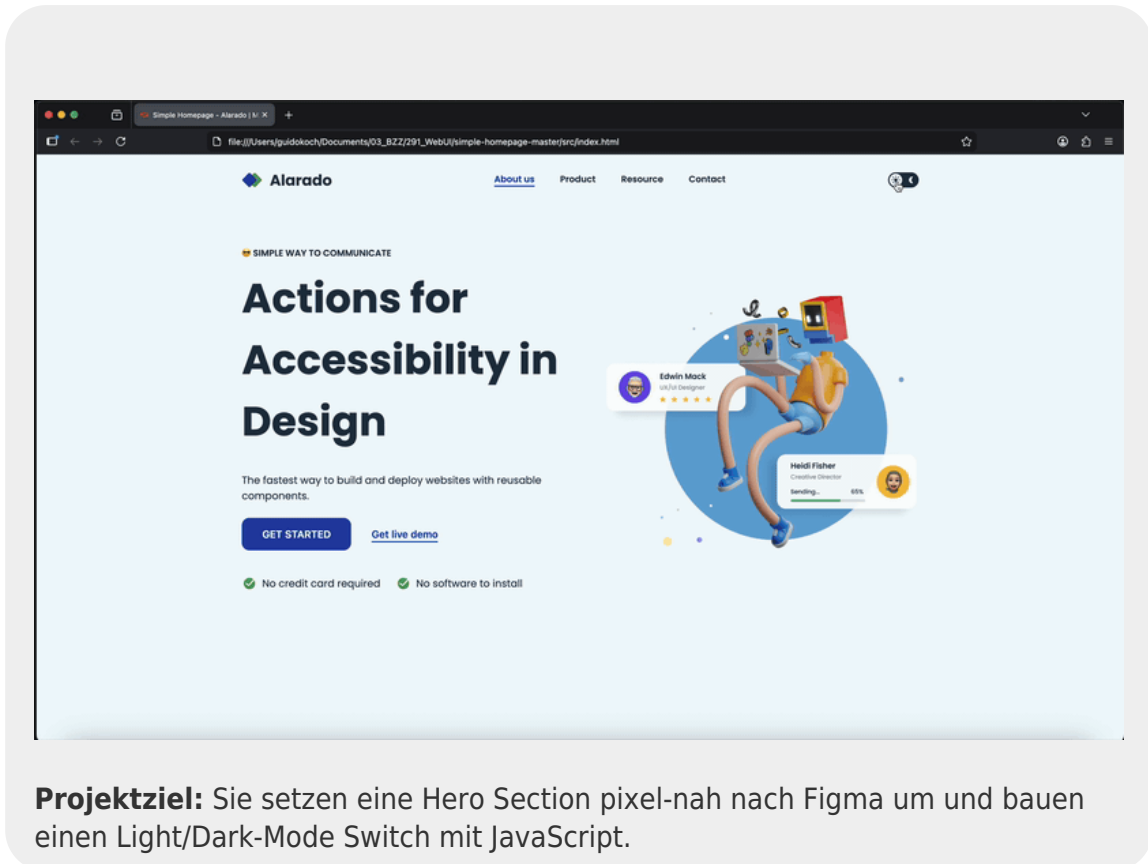 Simple Homepage - Alarado | M
file:///Users/guidokoch/Documents/03_BZZ/291_WebUI/simple-homepage-master/src/index.html
Alarado
About us
Product
Resource
Contact
😎 SIMPLE WAY TO COMMUNICATE
Actions for
Accessibility in
Design
The fastest way to build and deploy websites with reusable
components.
GET STARTED
Get live demo
No credit card required
No software to install
Edwin Mack
UX/UI Designer
Heidi Fisher
Creative Director
Sending...
65%
Projektziel: Sie setzen eine Hero Section pixel-nah nach Figma um und bauen
einen Light/Dark-Mode Switch mit JavaScript.